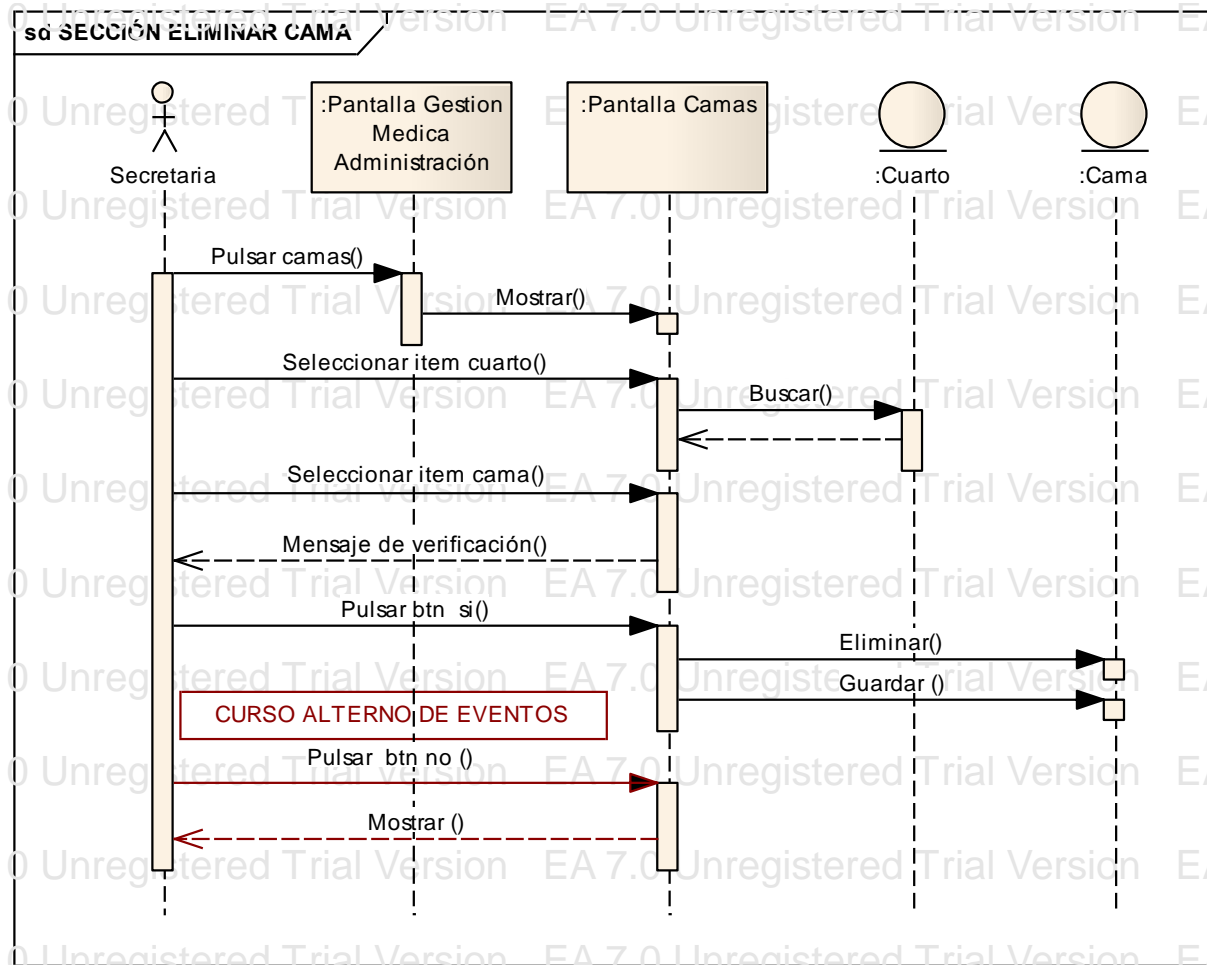 sd SECCIÓN ELIMINAR CAMA
:Pantalla Gestion
Medica
Administración
:Pantalla Camas
Secretaria
:Cuarto
:Cama
Pulsar camas()
Mostrar()
Seleccionar item cuarto()
Buscar()
Seleccionar item cama()
Mensaje de verificación()
Pulsar btn si()
Eliminar()
Guardar ()
CURSO ALTERNO DE EVENTOS
Pulsar btn no ()
Mostrar ()
EA 7.0 Unregistered Trial Version